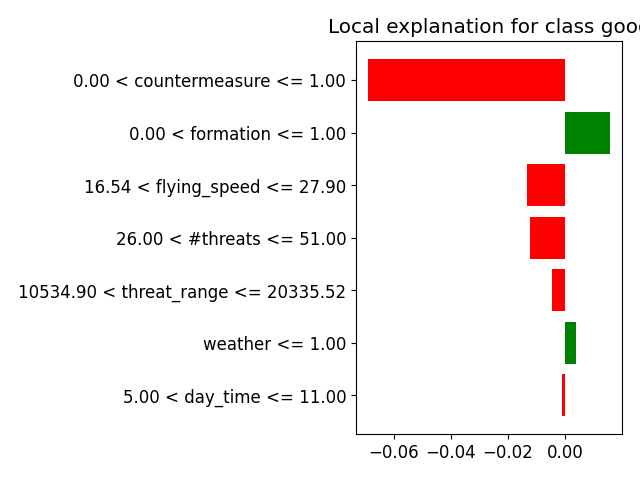 Local explanation for class goo
0.00 < countermeasure <= 1.00
0.00 < formation <= 1.00
16.54 < flying_speed <= 27.90
26.00 < #threats <= 51.00
10534.90 < threat_range <= 20335.52
weather <= 1.00
5.00 < day_time <= 11.00
−0.06 −0.04 −0.02 0.00